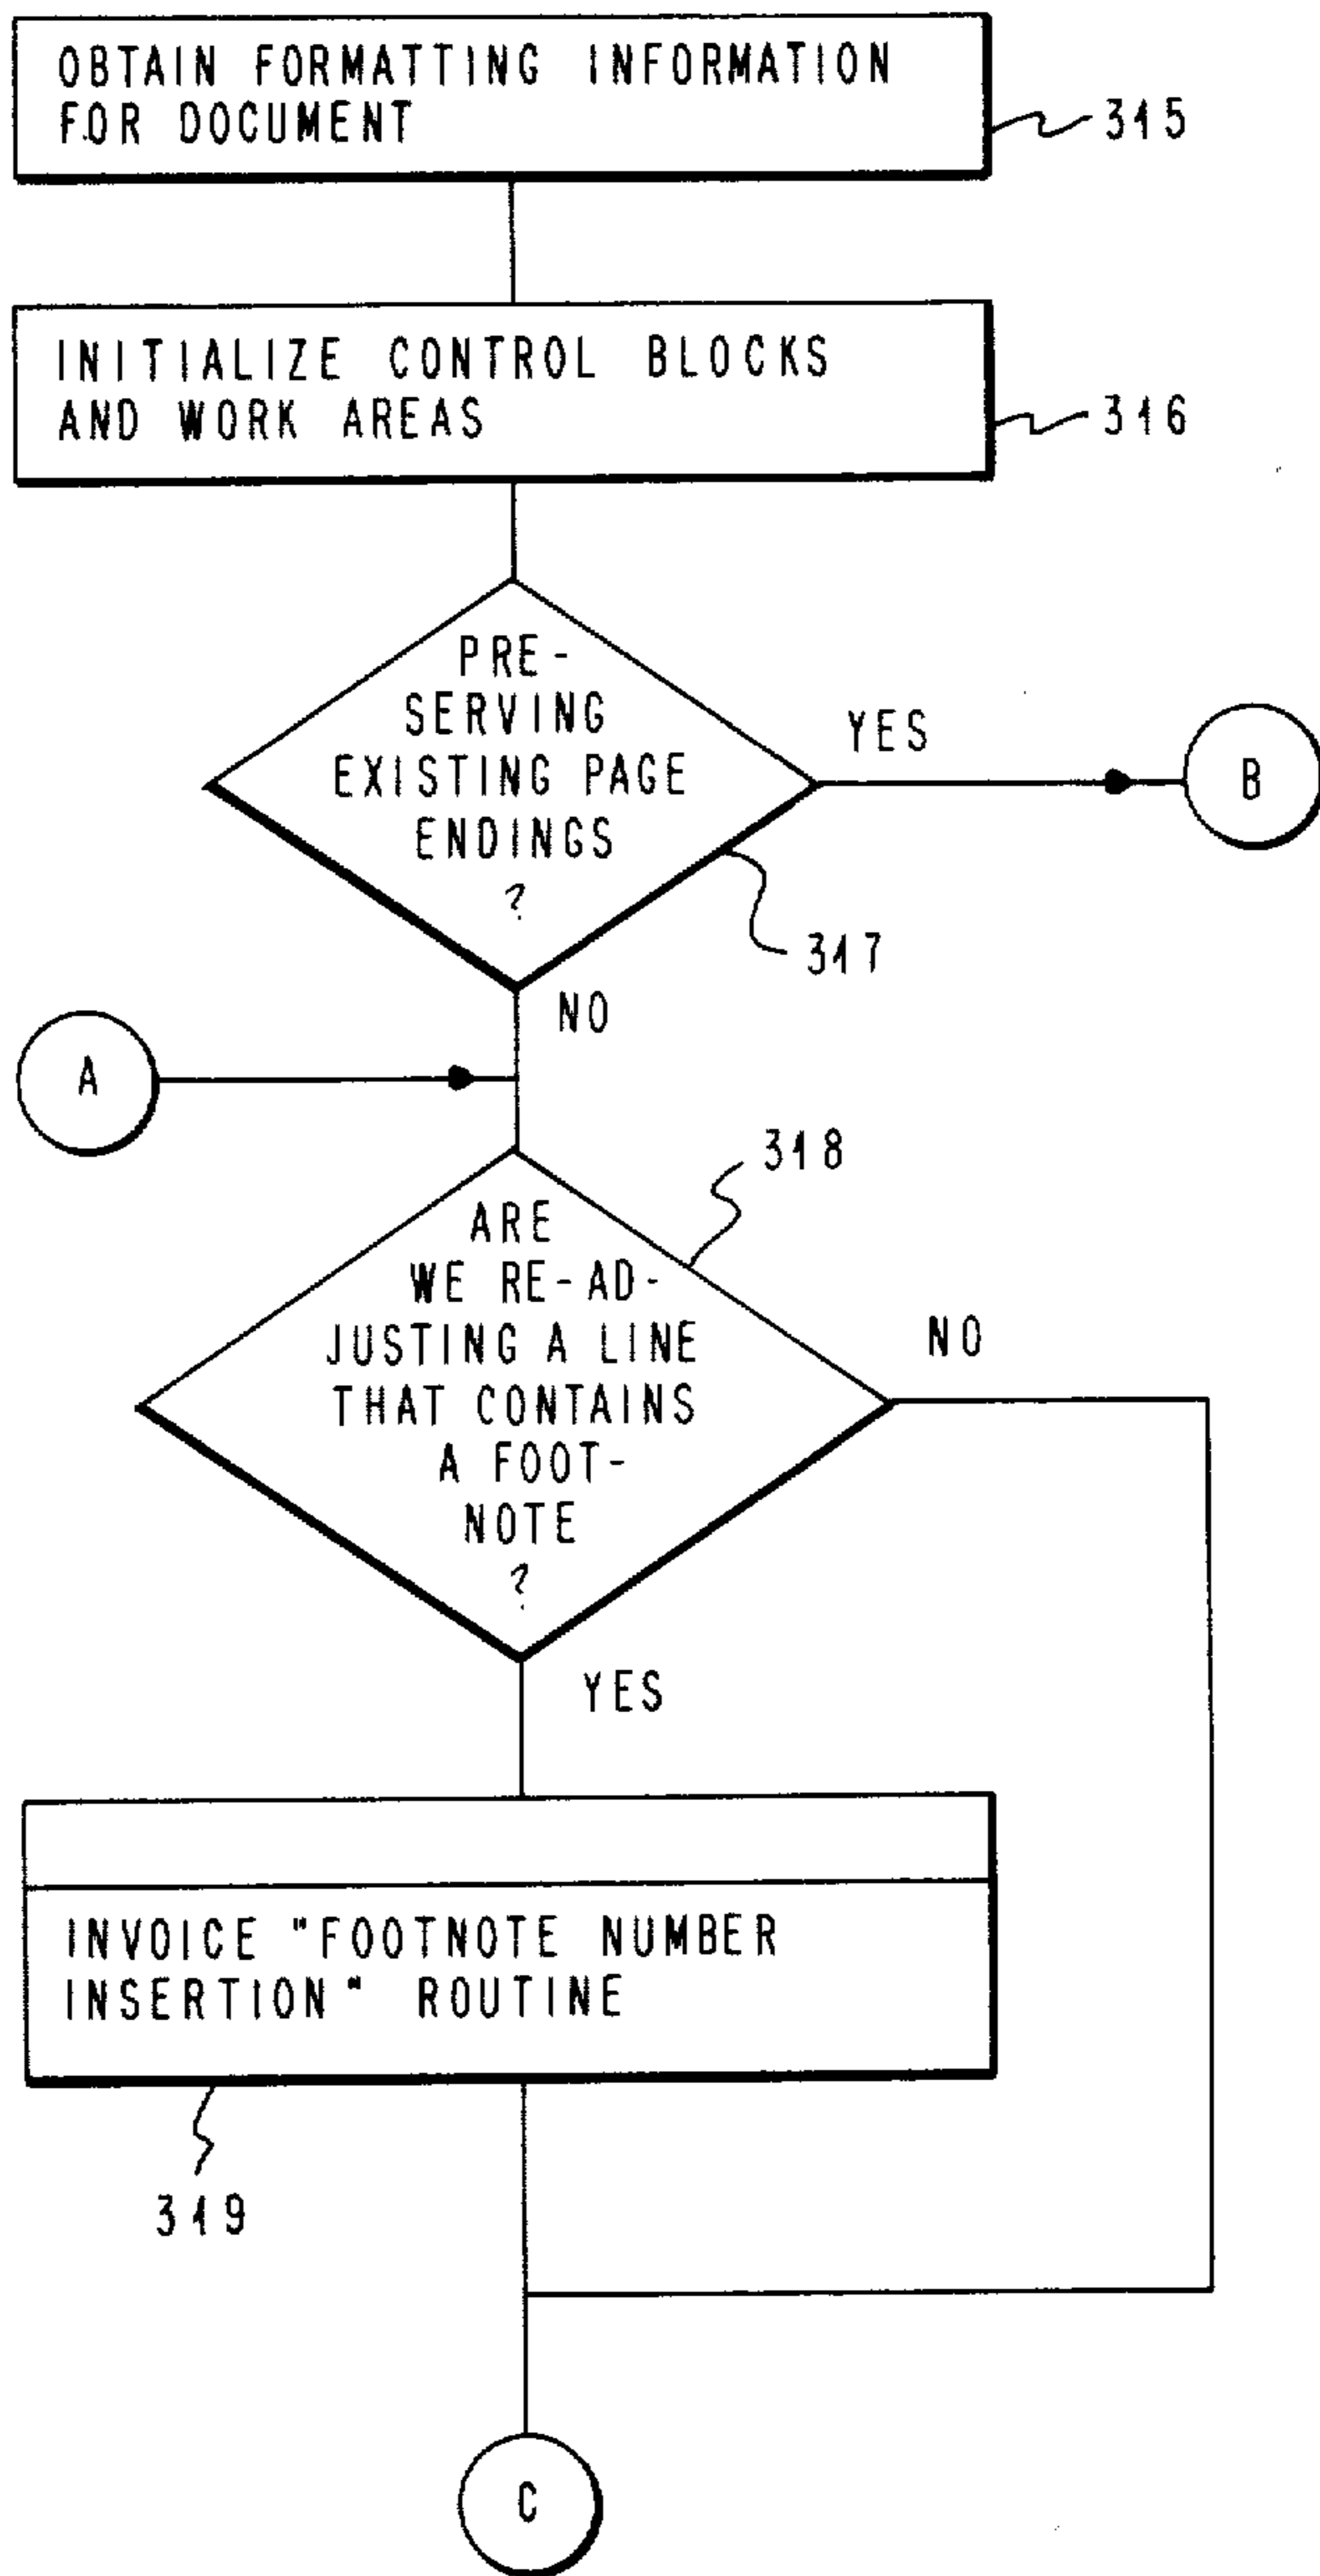 OBTAIN FORMATTING INFORMATION
FOR DOCUMENT
315
INITIALIZE CONTROL BLOCKS
AND WORK AREAS
316
PRE-
SERVING
EXISTING PAGE
ENDINGS
?
YES
B
317
NO
A
318
ARE
WE RE-AD-
JUSTING A LINE
THAT CONTAINS
A FOOT-
NOTE
?
NO
YES
INVOICE "FOOTNOTE NUMBER
INSERTION" ROUTINE
319
C